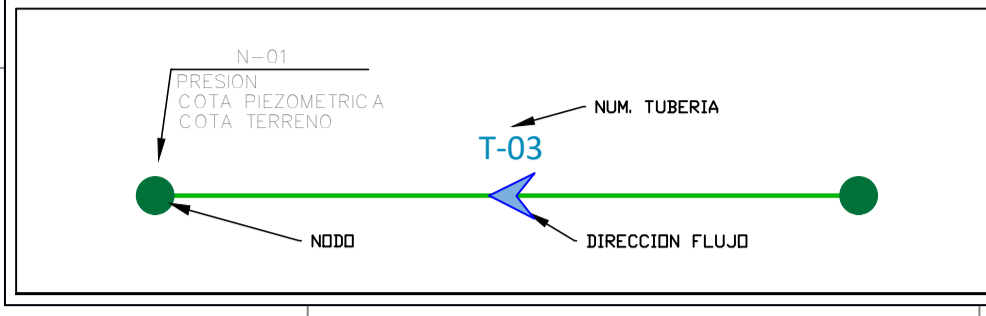 N-01
PRESION
COTA PIEZOMETRICA
COTA TERRENO
NUM. TUBERIA
T-03
NODO
DIRECCION FLUJO